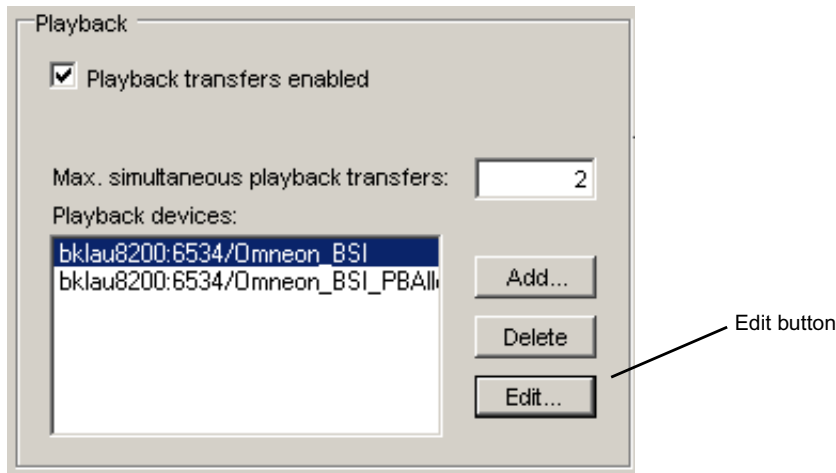 Playback
Playback transfers enabled
Max. simultaneous playback transfers: 2
Playback devices:
bklau8200:6534/Omneon_BSI
bklau8200:6534/Omneon_BSI_PBAll
Add...
Delete
Edit button
Edit...